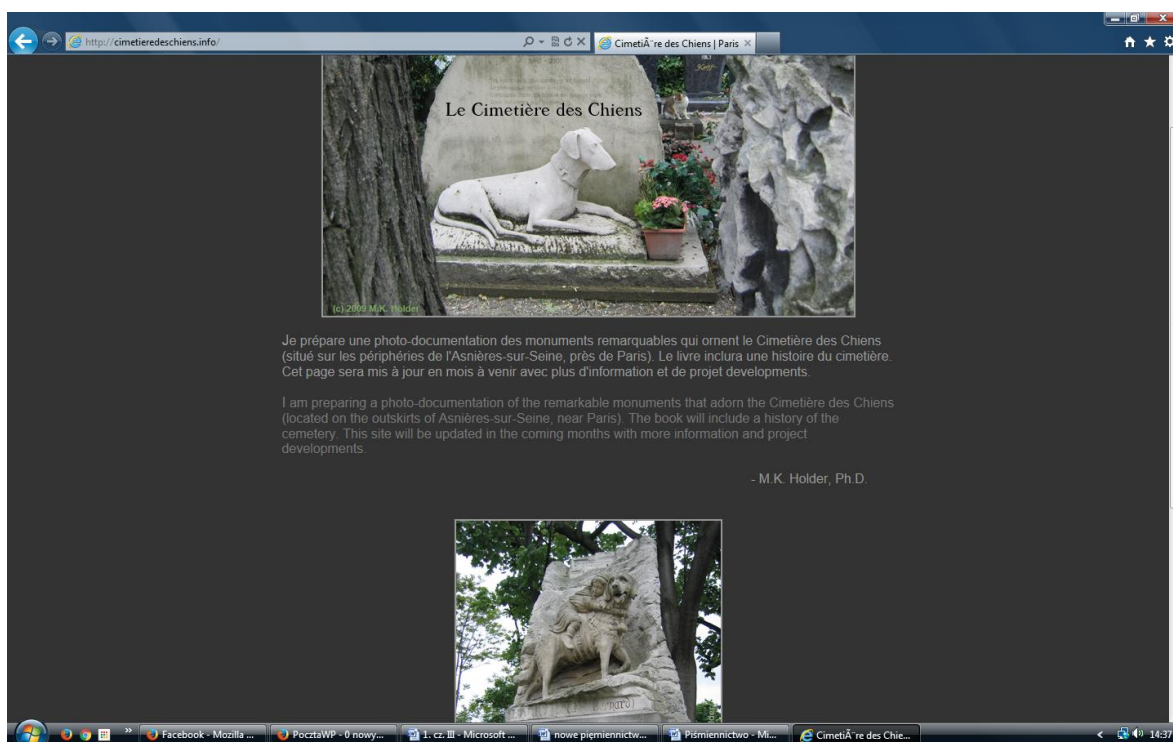 http://cimetieredeschiens.info/
CimetiÃ¨re des Chiens | Paris
Le Cimetière des Chiens
(c) 2009 M.K. Holder
Je prépare une photo-documentation des monuments remarquables qui ornent le Cimetière des Chiens
(situé sur les périphéries de l'Asnières-sur-Seine, près de Paris). Le livre inclura une histoire du cimetière.
Cet page sera mis à jour en mois à venir avec plus d'information et de projet developments.
I am preparing a photo-documentation of the remarkable monuments that adorn the Cimetière des Chiens
(located on the outskirts of Asnières-sur-Seine, near Paris). The book will include a history of the
cemetery. This site will be updated in the coming months with more information and project
developments.
- M.K. Holder, Ph.D.
Facebook - Mozilla ... PocztaWP - 0 nowy... 1. cz. III - Microsoft ... nowe pięmiennictw... Piśmiennictwo - Mi... CimetiÃ¨re des Chie... 14:37